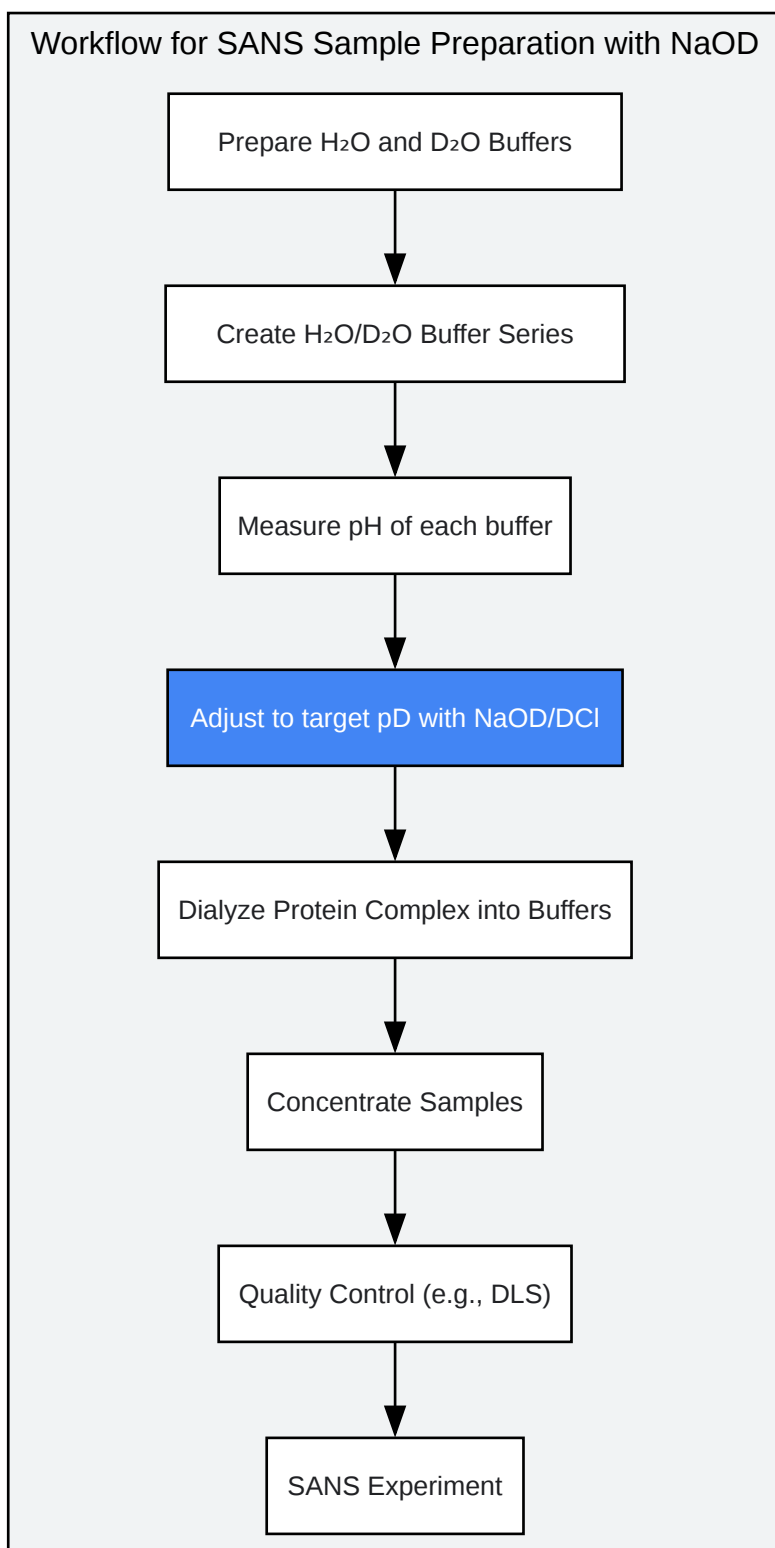 Workflow for SANS Sample Preparation with NaOD
Prepare H₂O and D₂O Buffers
Create H₂O/D₂O Buffer Series
Measure pH of each buffer
Adjust to target pD with NaOD/DCl
Dialyze Protein Complex into Buffers
Concentrate Samples
Quality Control (e.g., DLS)
SANS Experiment